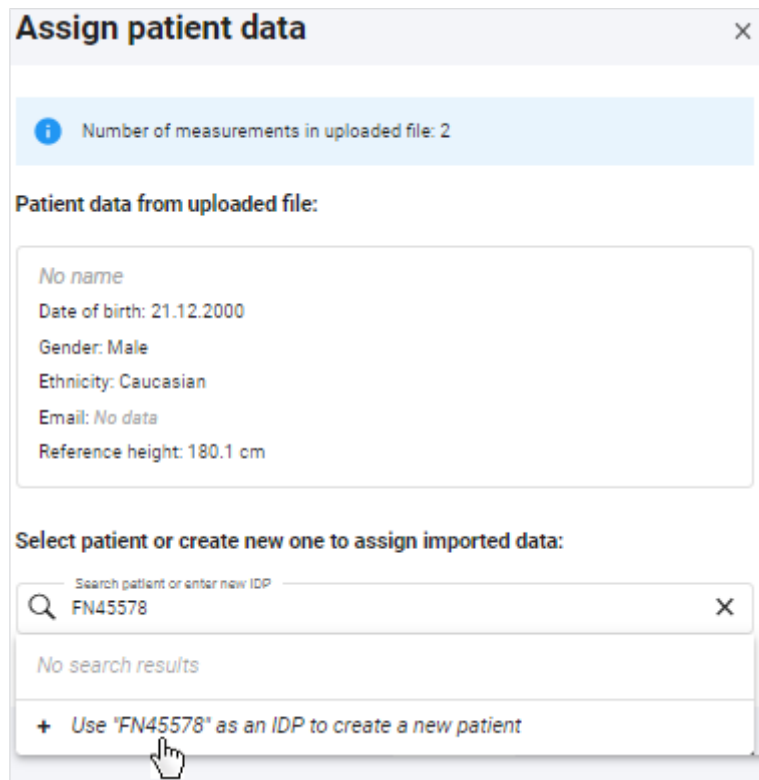 Assign patient data
Number of measurements in uploaded file: 2
Patient data from uploaded file:
No name
Date of birth: 21.12.2000
Gender: Male
Ethnicity: Caucasian
Email: No data
Reference height: 180.1 cm
Select patient or create new one to assign imported data:
Search patient or enter new IDP
FN45578
No search results
+ Use "FN45578" as an IDP to create a new patient